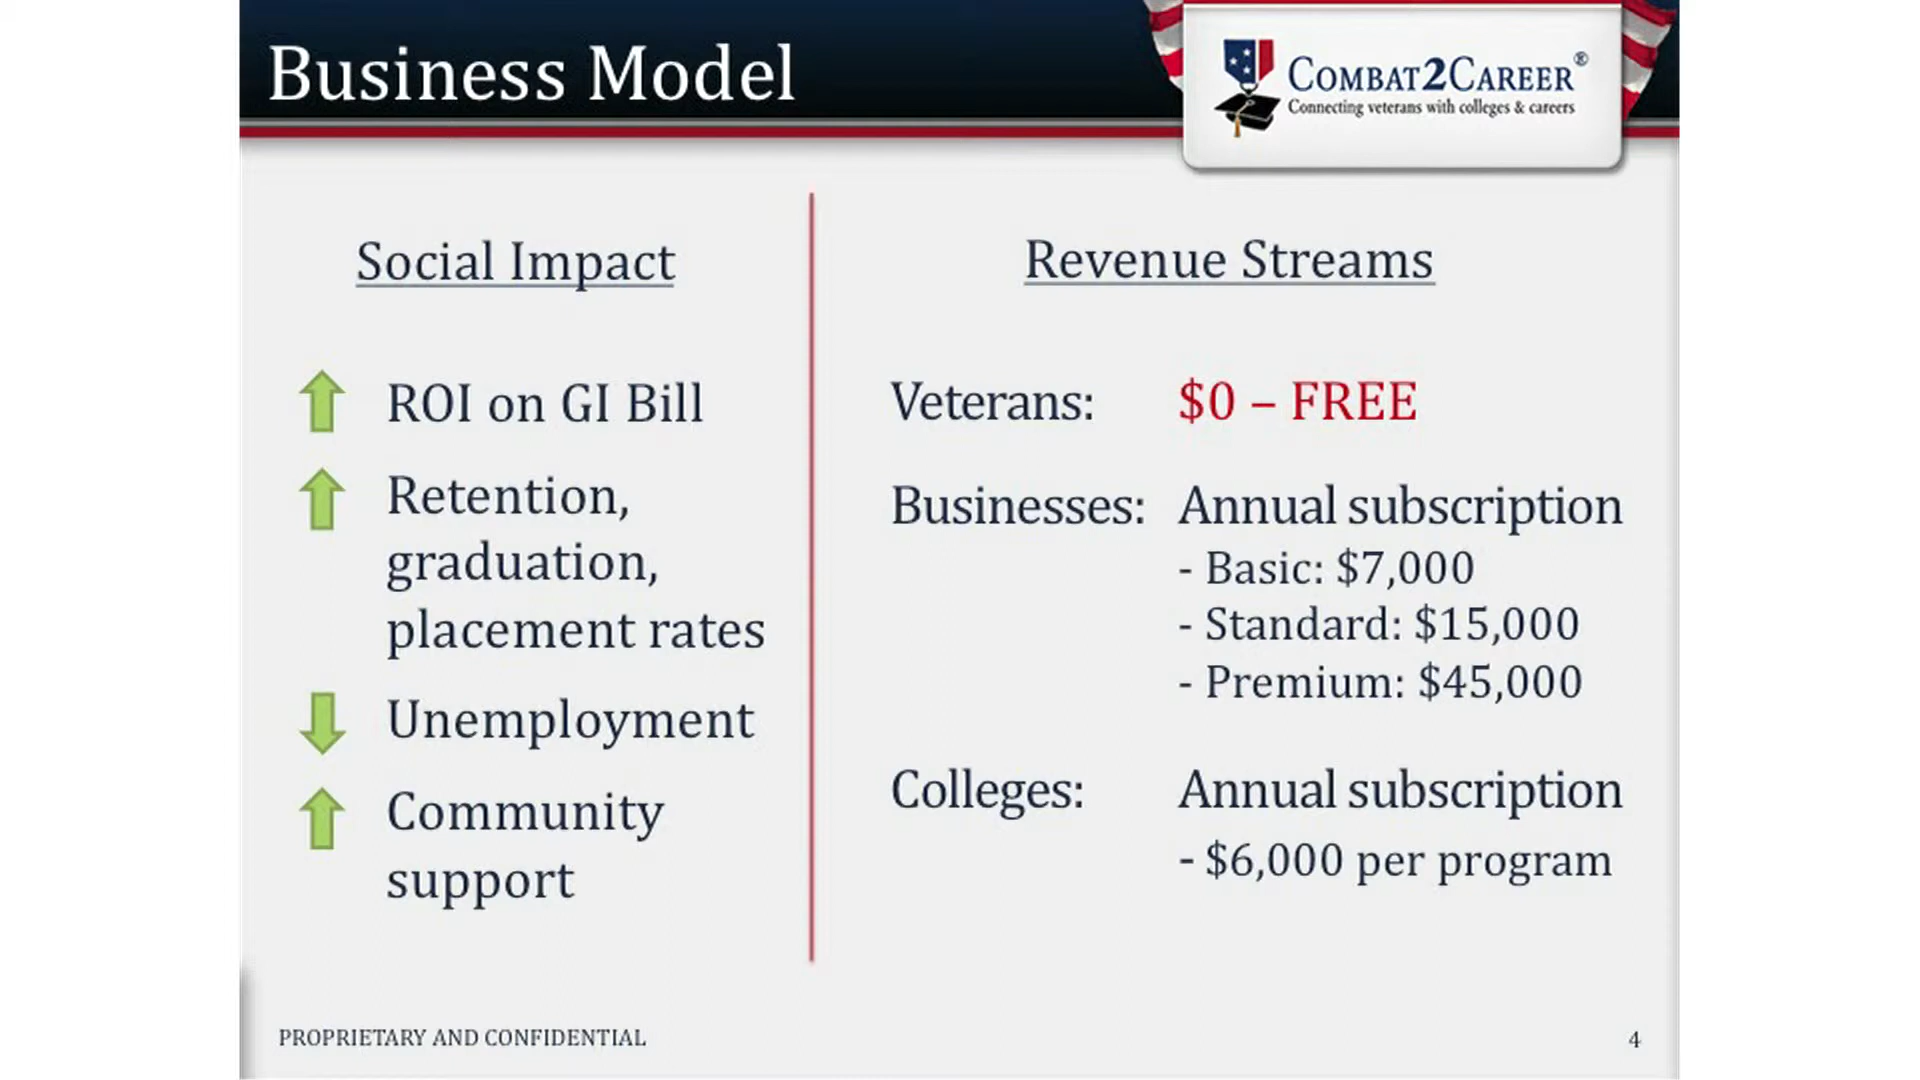 Business Model
COMBAT2CAREER®
Connecting veterans with colleges & careers
Social Impact
ROI on GI Bill
Retention,
graduation,
placement rates
Unemployment
Community
support
Revenue Streams
Veterans: $0 – FREE
Businesses: Annual subscription
- Basic: $7,000
- Standard: $15,000
- Premium: $45,000
Colleges: Annual subscription
- $6,000 per program
PROPRIETARY AND CONFIDENTIAL
4